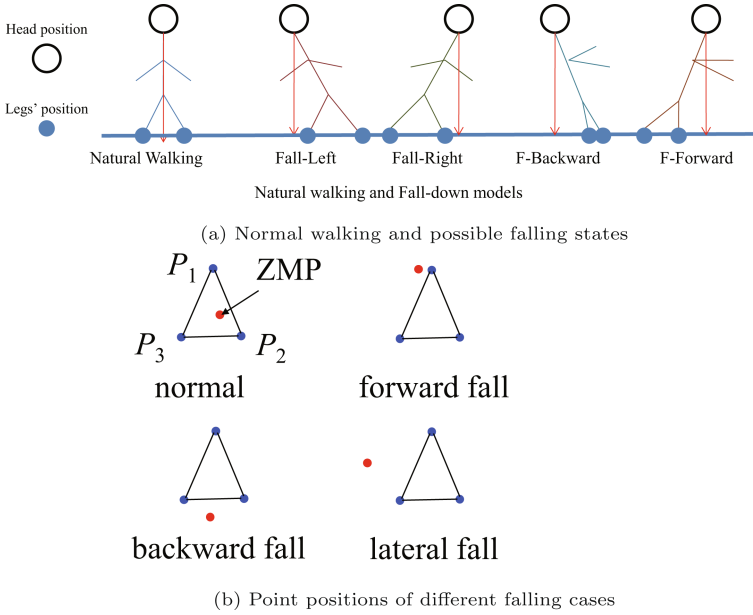 Head position
Legs' position
Natural Walking
Fall-Left
Fall-Right
F-Backward
F-Forward
Natural walking and Fall-down models
(a) Normal walking and possible falling states
P1
ZMP
P3
P2
normal
forward fall
backward fall
lateral fall
(b) Point positions of different falling cases